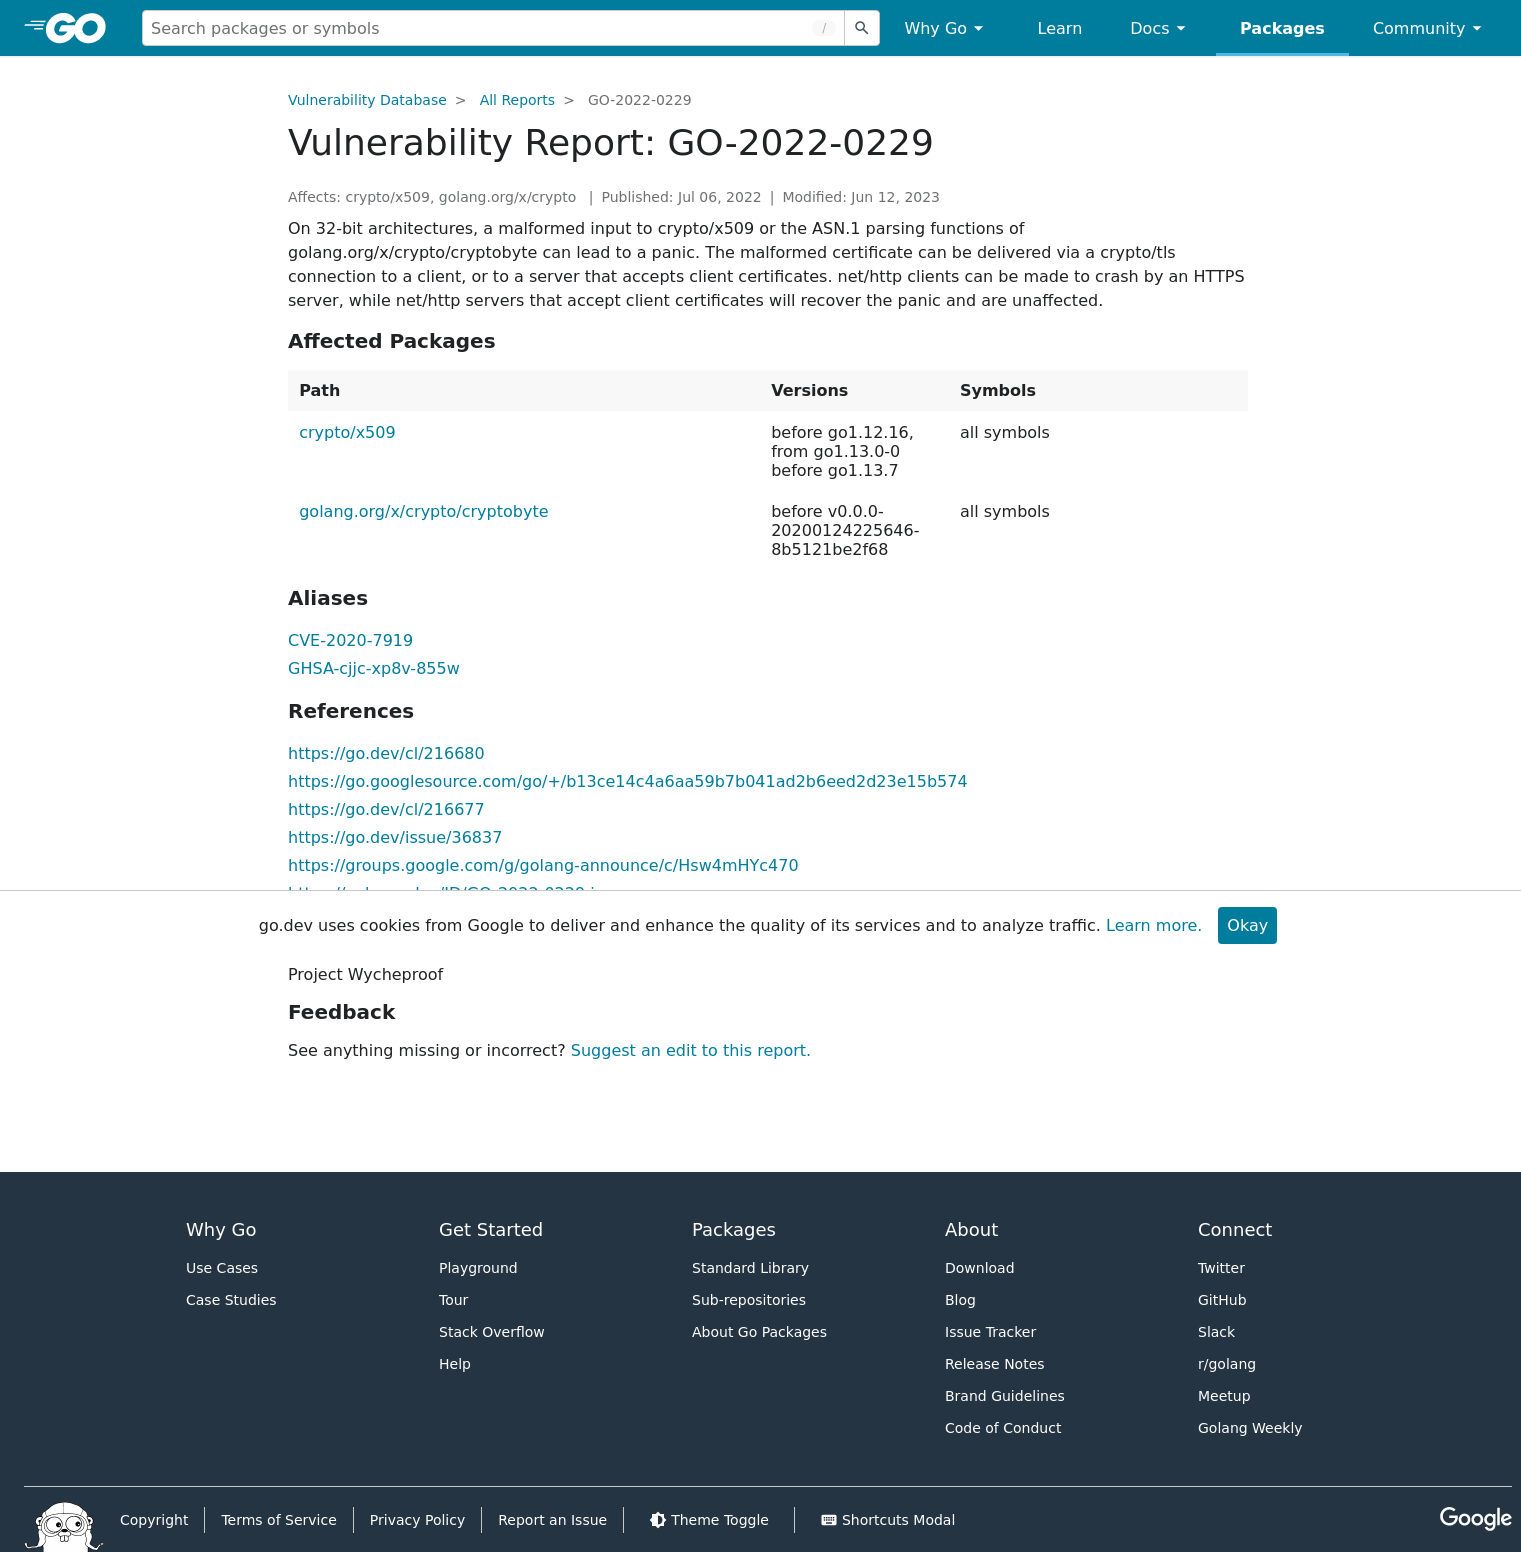 GO
Search packages or symbols
/
Why Go
Learn
Docs
Packages
Community
Vulnerability Database > All Reports > GO-2022-0229
Vulnerability Report: GO-2022-0229
Affects: crypto/x509, golang.org/x/crypto | Published: Jul 06, 2022 | Modified: Jun 12, 2023
On 32-bit architectures, a malformed input to crypto/x509 or the ASN.1 parsing functions of
golang.org/x/crypto/cryptobyte can lead to a panic. The malformed certificate can be delivered via a crypto/tls
connection to a client, or to a server that accepts client certificates. net/http clients can be made to crash by an HTTPS
server, while net/http servers that accept client certificates will recover the panic and are unaffected.
Affected Packages
Path Versions Symbols
crypto/x509
before go1.12.16,
from go1.13.0-0
before go1.13.7
all symbols
golang.org/x/crypto/cryptobyte
before v0.0.0-
20200124225646-
8b5121be2f68
all symbols
Aliases
CVE-2020-7919
GHSA-cjjc-xp8v-855w
References
https://go.dev/cl/216680
https://go.googlesource.com/go/+/b13ce14c4a6aa59b7b041ad2b6eed2d23e15b574
https://go.dev/cl/216677
https://go.dev/issue/36837
https://groups.google.com/g/golang-announce/c/Hsw4mHYc470
go.dev uses cookies from Google to deliver and enhance the quality of its services and to analyze traffic. Learn more.
Okay
Project Wycheproof
Feedback
See anything missing or incorrect? Suggest an edit to this report.
Why Go
Use Cases
Case Studies
Get Started
Playground
Tour
Stack Overflow
Help
Packages
Standard Library
Sub-repositories
About Go Packages
About
Download
Blog
Issue Tracker
Release Notes
Brand Guidelines
Code of Conduct
Connect
Twitter
GitHub
Slack
r/golang
Meetup
Golang Weekly
Copyright
Terms of Service
Privacy Policy
Report an Issue
Theme Toggle
Shortcuts Modal
Google